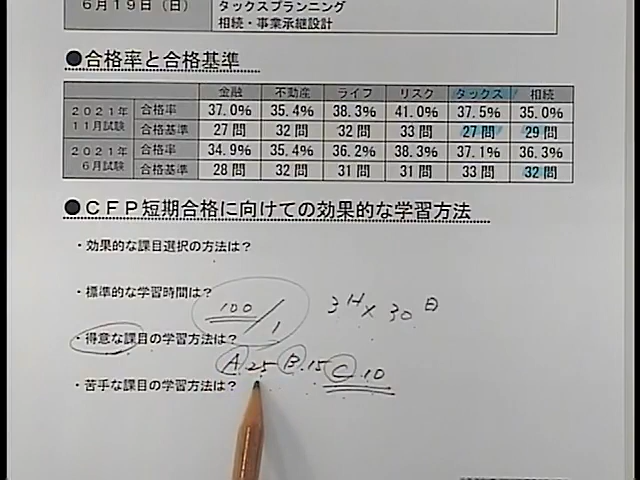 6月19日（日）
タックスプランニング
相続・事業承継設計
●合格率と合格基準
金融 不動産 ライフ リスク タックス 相続
2021年11月試験 合格率 37.0% 35.4% 38.3% 41.0% 37.5% 35.0%
合格基準 27問 32問 32問 33問 27問 29問
2021年6月試験 合格率 34.9% 35.4% 36.2% 38.3% 37.1% 36.3%
合格基準 28問 32問 31問 31問 33問 32問
●CFP短期合格に向けての効果的な学習方法
・効果的な課目選択の方法は？
・標準的な学習時間は？
100/1 3H×30日
・得意な課目の学習方法は？
A 25 B.15 C.10
・苦手な課目の学習方法は？